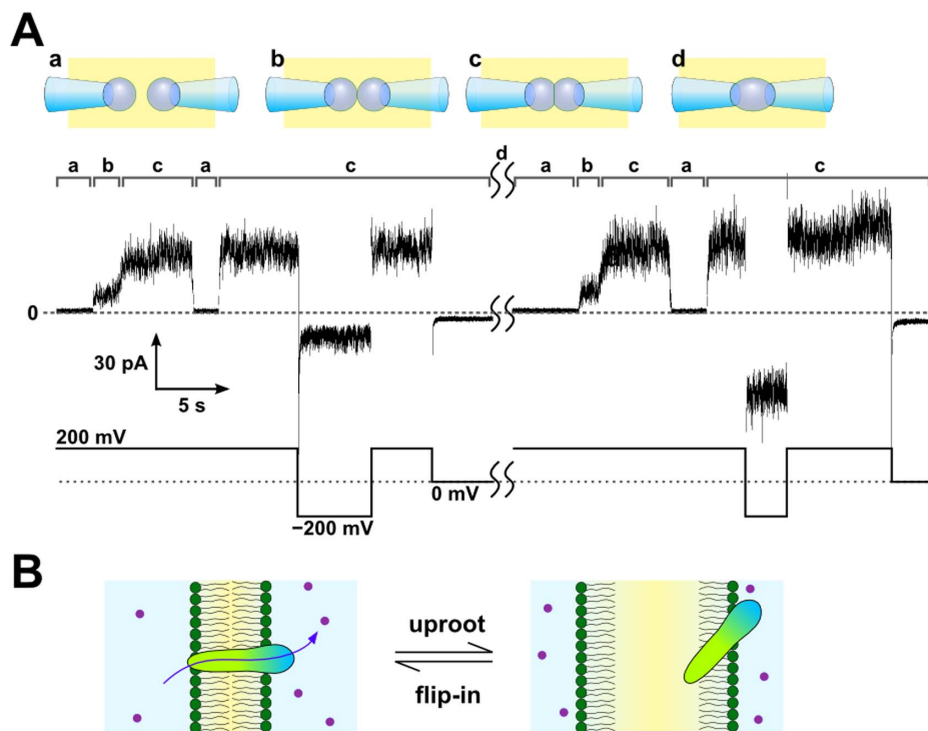 A
a b c d
a b c a c d a b c a c
0
30 pA
5 s
200 mV
0 mV
−200 mV
B
uproot
flip-in